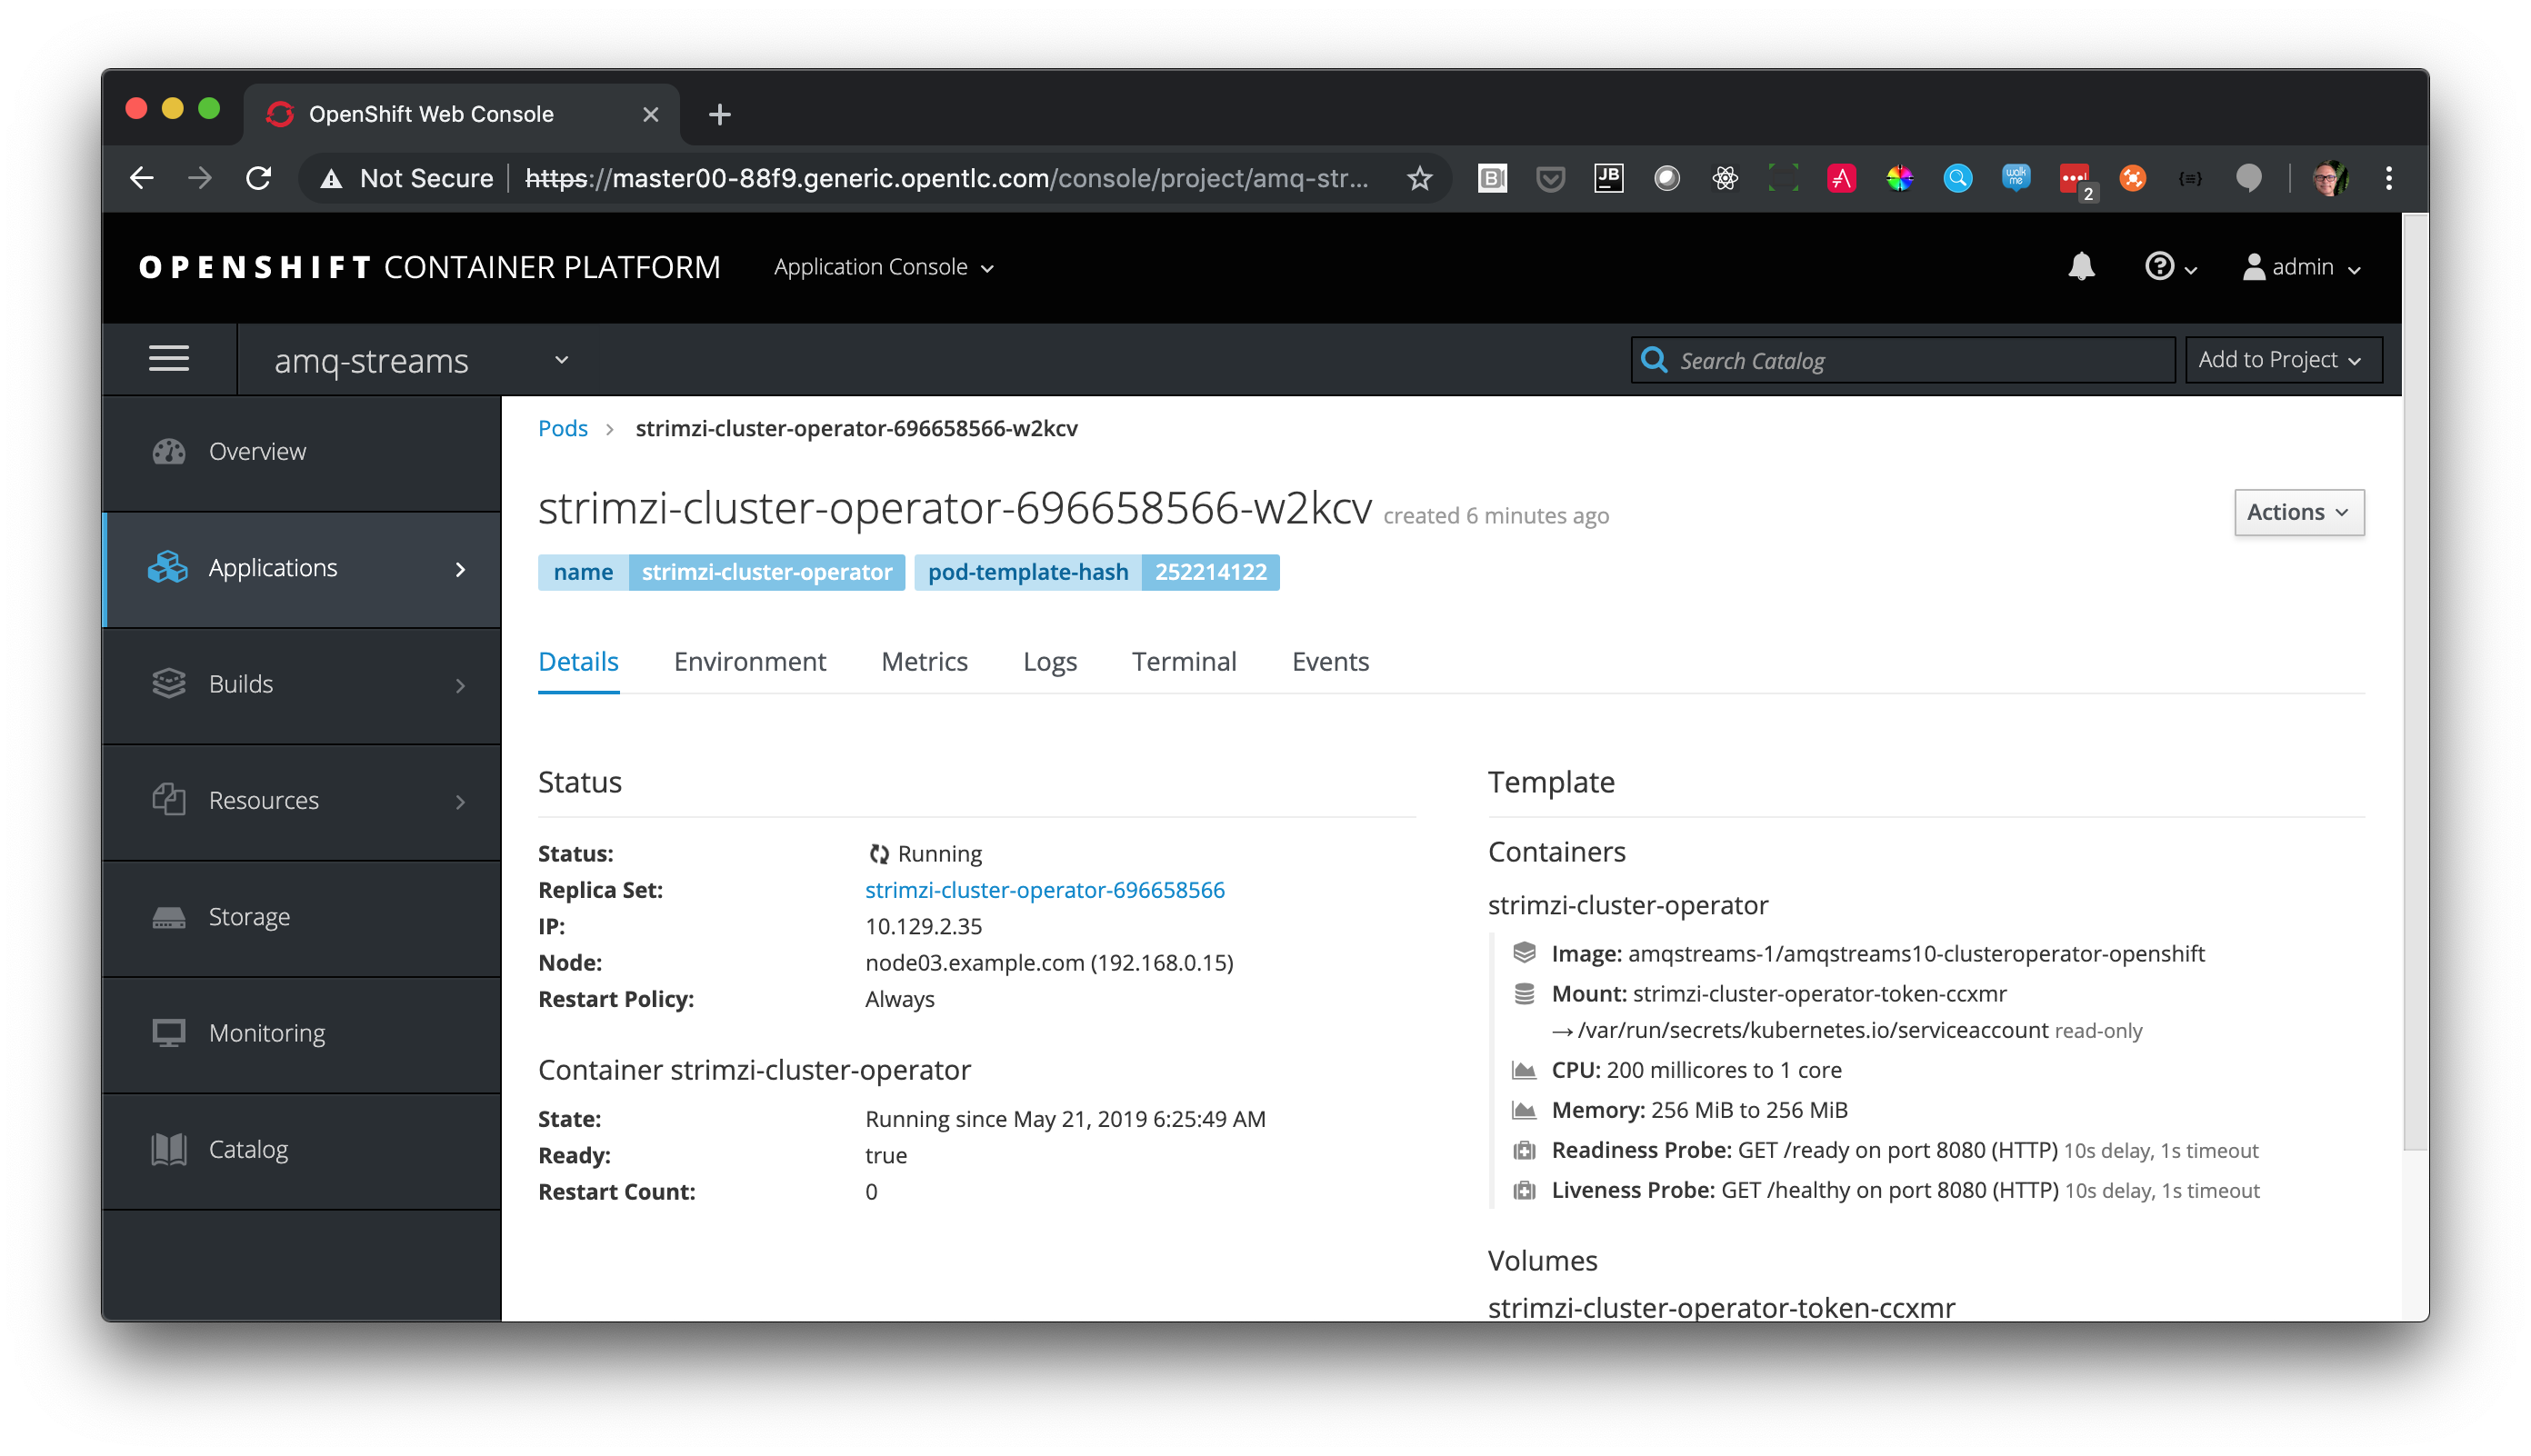 OpenShift Web Console
Not Secure https://master00-88f9.generic.opentlc.com/console/project/amq-str...
B JB walk me 2 {≡}
OPENSHIFT CONTAINER PLATFORM Application Console admin
amq-streams Search Catalog Add to Project
Overview
Applications
Builds
Resources
Storage
Monitoring
Catalog
Pods > strimzi-cluster-operator-696658566-w2kcv
strimzi-cluster-operator-696658566-w2kcv created 6 minutes ago Actions
name strimzi-cluster-operator pod-template-hash 252214122
Details Environment Metrics Logs Terminal Events
Status
Status: Running
Replica Set: strimzi-cluster-operator-696658566
IP: 10.129.2.35
Node: node03.example.com (192.168.0.15)
Restart Policy: Always
Container strimzi-cluster-operator
State: Running since May 21, 2019 6:25:49 AM
Ready: true
Restart Count: 0
Template
Containers
strimzi-cluster-operator
Image: amqstreams-1/amqstreams10-clusteroperator-openshift
Mount: strimzi-cluster-operator-token-ccxmr
→ /var/run/secrets/kubernetes.io/serviceaccount read-only
CPU: 200 millicores to 1 core
Memory: 256 MiB to 256 MiB
Readiness Probe: GET /ready on port 8080 (HTTP) 10s delay, 1s timeout
Liveness Probe: GET /healthy on port 8080 (HTTP) 10s delay, 1s timeout
Volumes
strimzi-cluster-operator-token-ccxmr